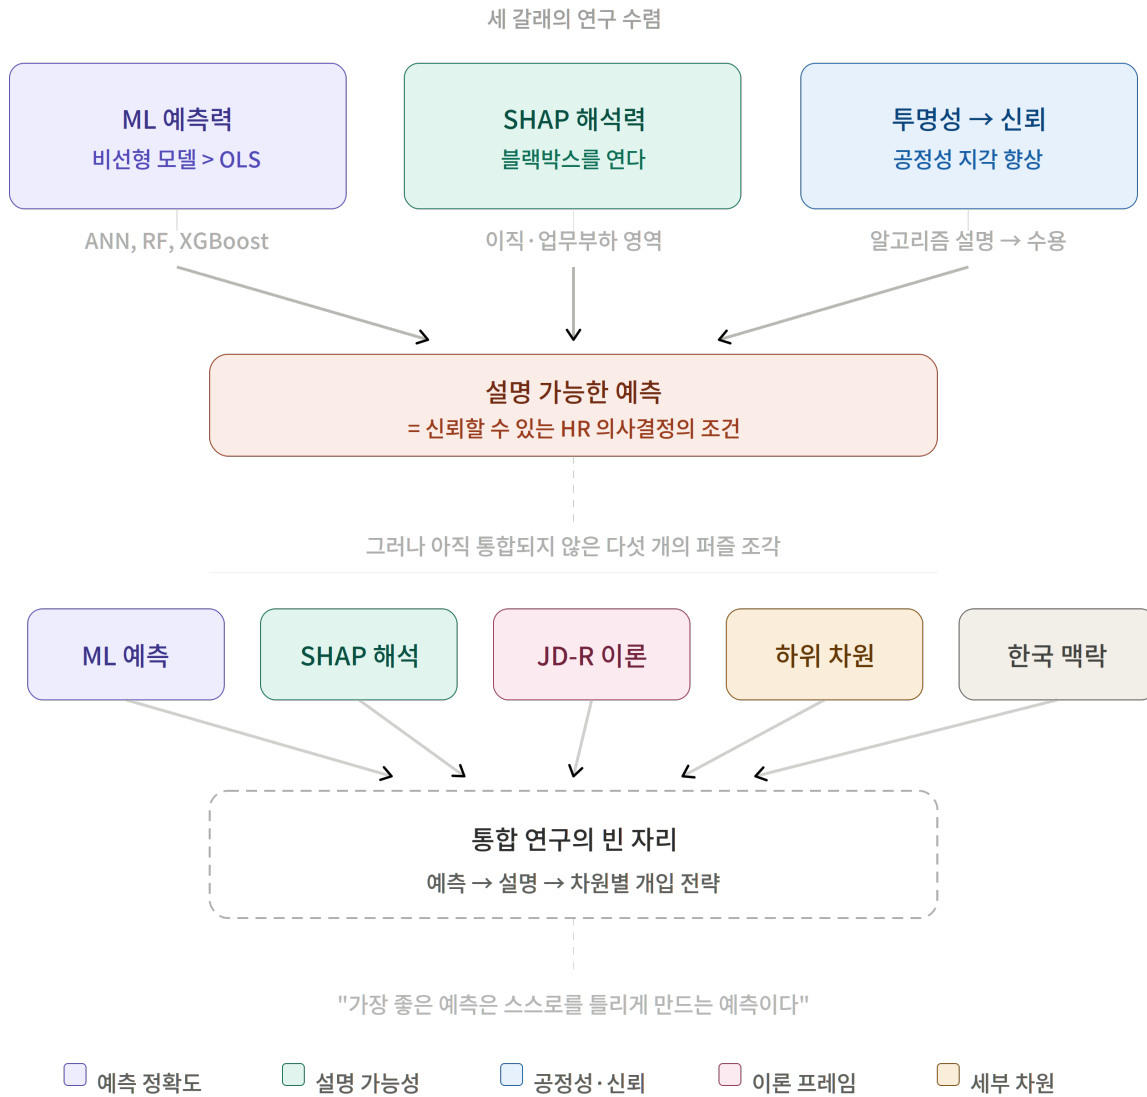 세 갈래의 연구 수렴
ML 예측력
비선형 모델 > OLS
SHAP 해석력
블랙박스를 연다
투명성 → 신뢰
공정성 지각 향상
ANN, RF, XGBoost
이직·업무부하 영역
알고리즘 설명 → 수용
설명 가능한 예측
= 신뢰할 수 있는 HR 의사결정의 조건
그러나 아직 통합되지 않은 다섯 개의 퍼즐 조각
ML 예측
SHAP 해석
JD-R 이론
하위 차원
한국 맥락
통합 연구의 빈 자리
예측 → 설명 → 차원별 개입 전략
"가장 좋은 예측은 스스로를 틀리게 만드는 예측이다"
예측 정확도
설명 가능성
공정성·신뢰
이론 프레임
세부 차원